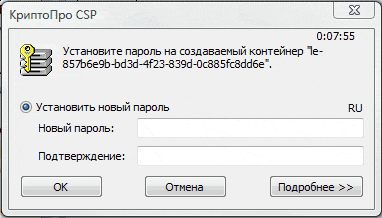 КриптоПро CSP
0:07:55
Установите пароль на создаваемый контейнер "le-
857b6e9b-bd3d-4f23-839d-0c885fc8dd6e".
Установить новый пароль RU
Новый пароль:
Подтверждение:
ОК Отмена Подробнее >>